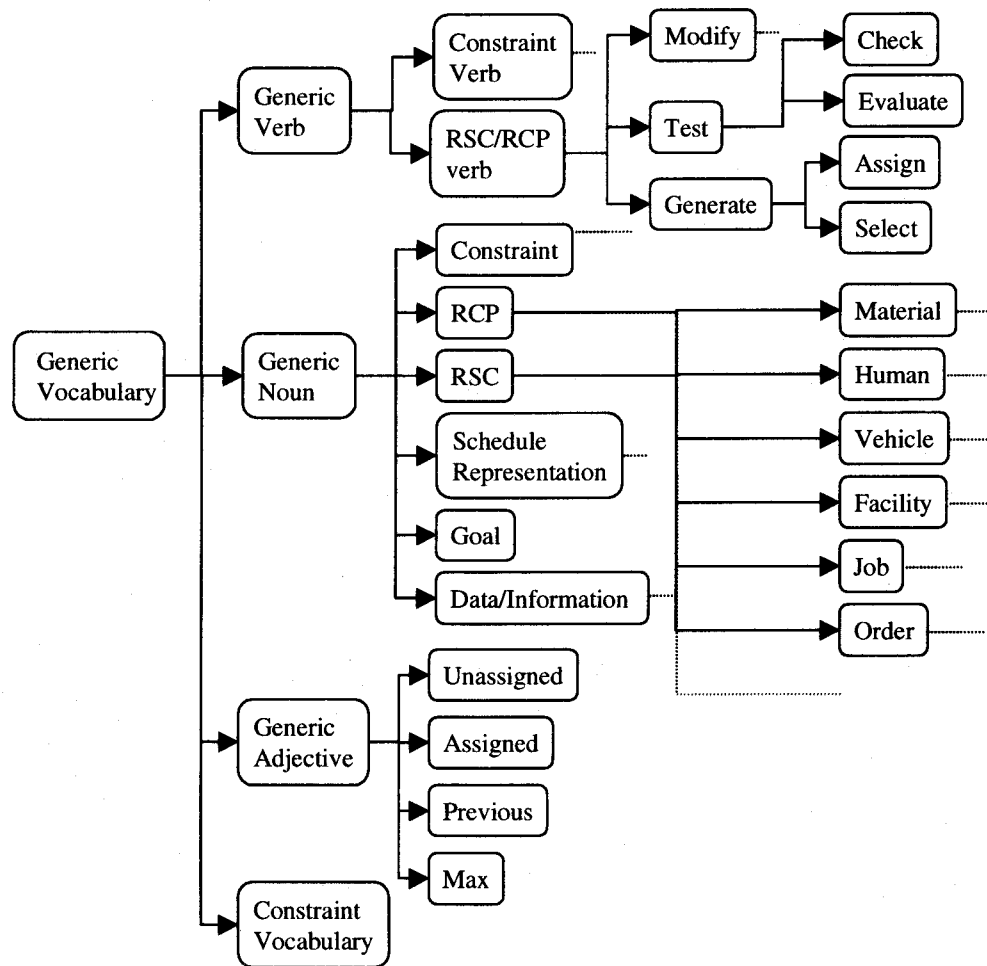 Generic
Vocabulary
Generic
Verb
Constraint
Verb
RSC/RCP
verb
Modify
Test
Generate
Check
Evaluate
Assign
Select
Generic
Noun
Constraint
RCP
RSC
Schedule
Representation
Goal
Data/Information
Material
Human
Vehicle
Facility
Job
Order
Generic
Adjective
Unassigned
Assigned
Previous
Max
Constraint
Vocabulary